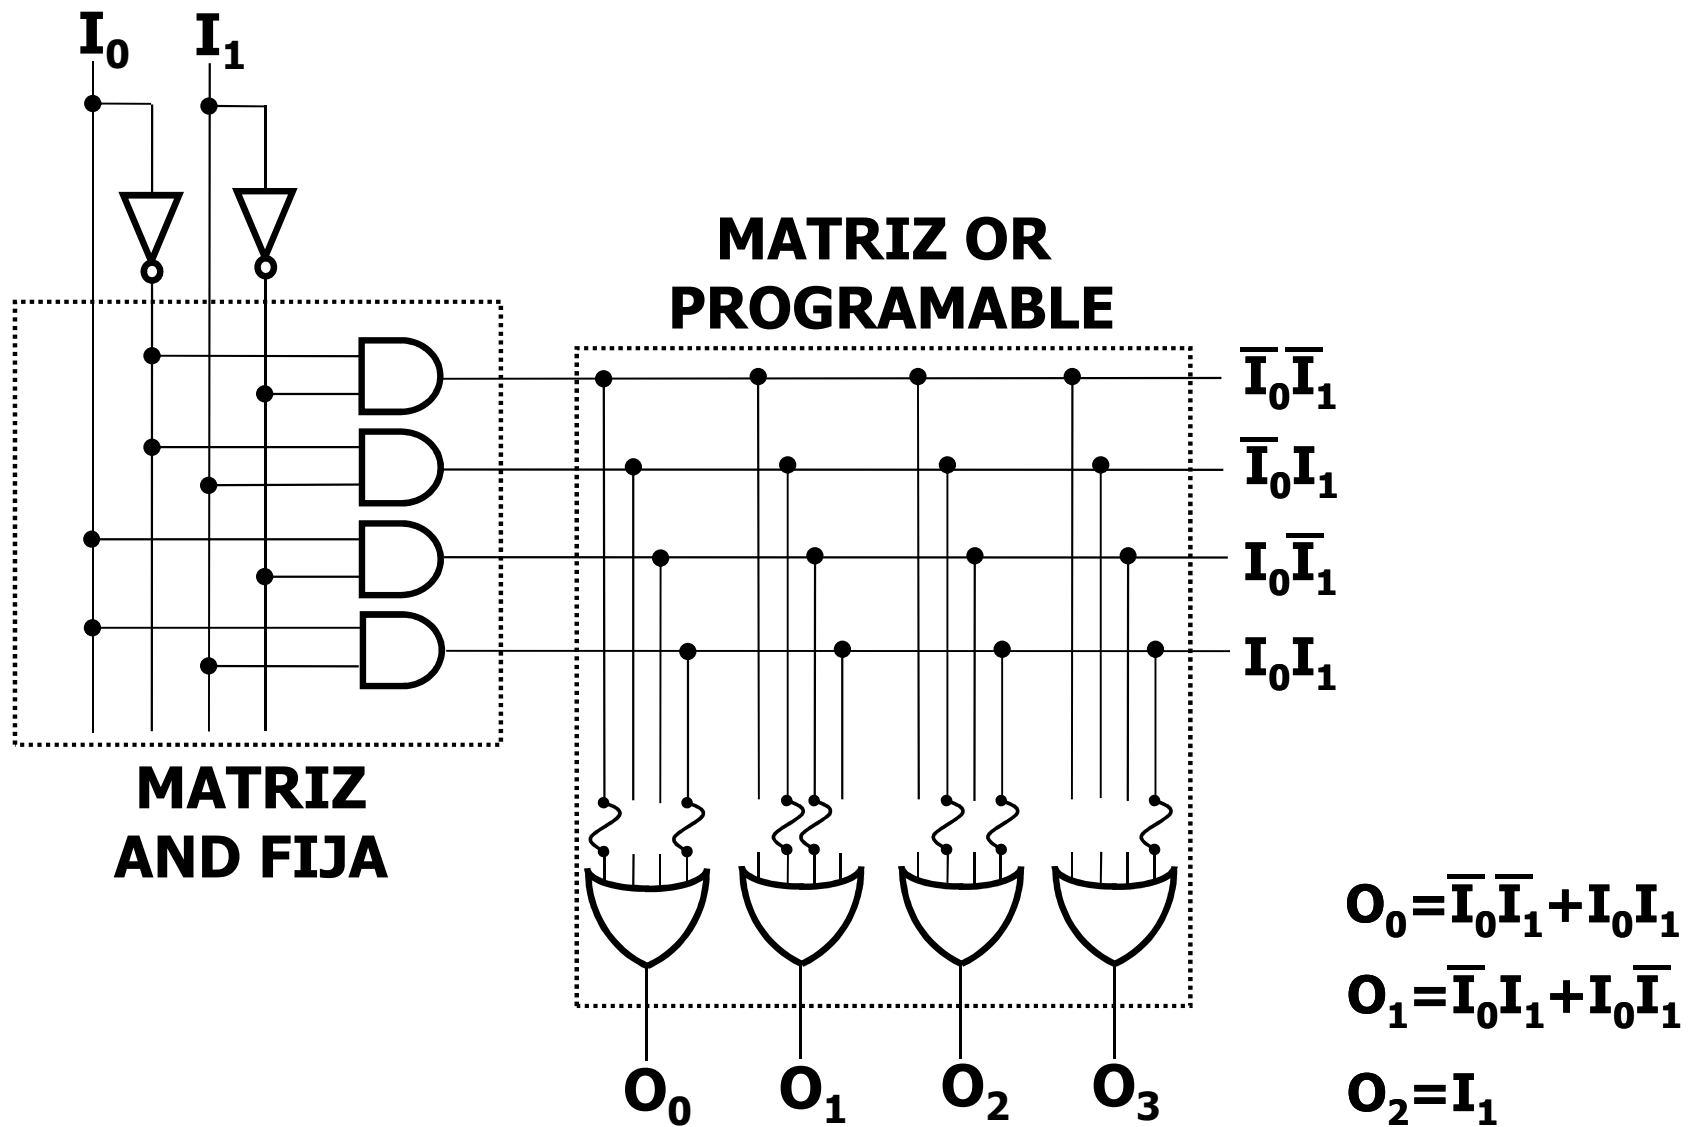 I₀ I₁
MATRIZ OR
PROGRAMABLE
I̅₀I̅₁
I̅₀I₁
I₀I̅₁
I₀I₁
MATRIZ
AND FIJA
O₀=I̅₀I̅₁+I₀I₁
O₁=I̅₀I₁+I₀I̅₁
O₂=I₁
O₀ O₁ O₂ O₃